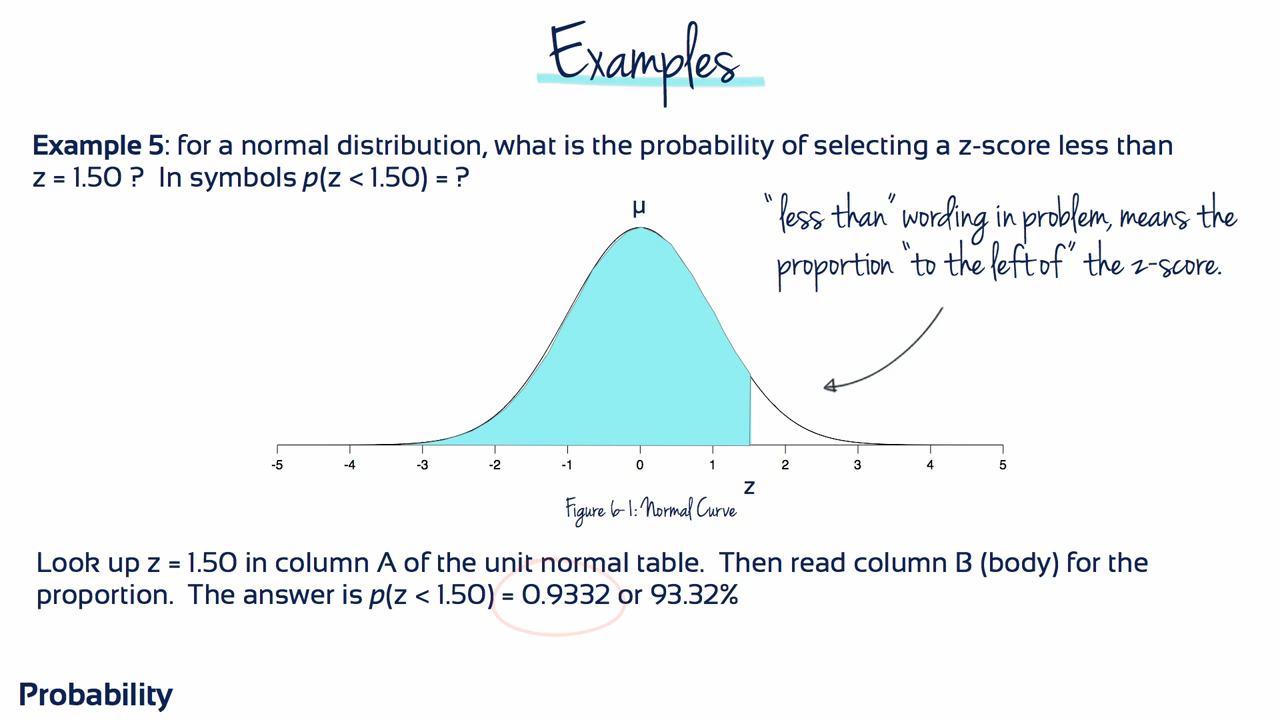 Examples
Example 5: for a normal distribution, what is the probability of selecting a z-score less than
z = 1.50 ?  In symbols p(z < 1.50) = ?
μ
"less than" wording in problem, means the
proportion "to the left of" the z-score.
-5 -4 -3 -2 -1 0 1 2 3 4 5
z
Figure 6-1: Normal Curve
Look up z = 1.50 in column A of the unit normal table.  Then read column B (body) for the
proportion.  The answer is p(z < 1.50) = 0.9332 or 93.32%
Probability